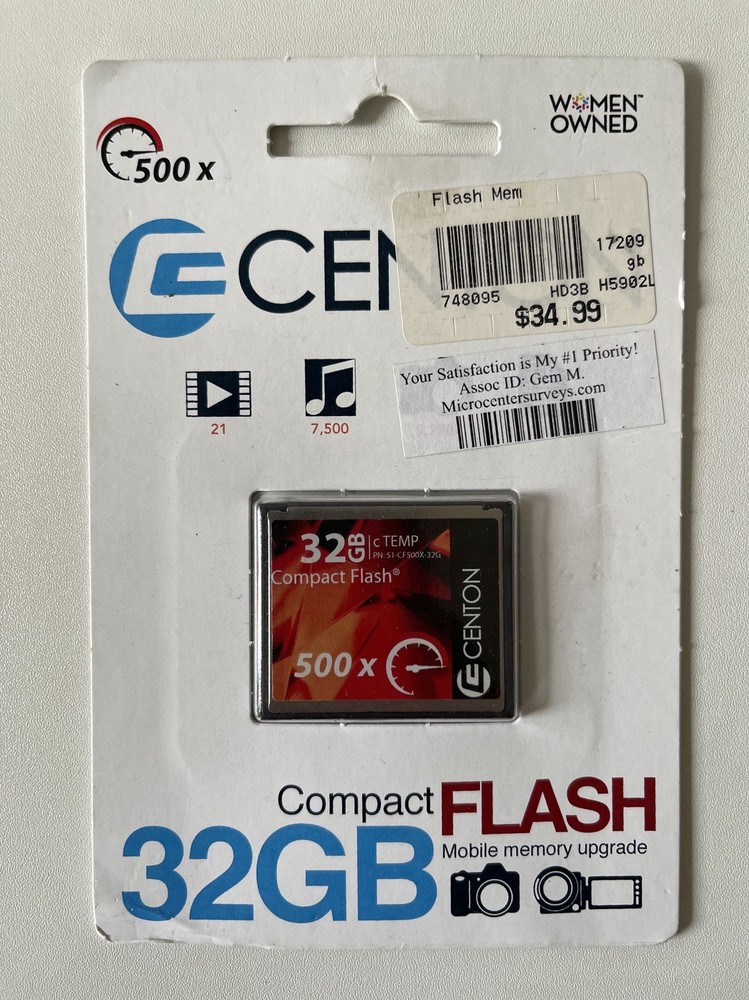 WOMEN™
OWNED
500 x
Flash Mem
17209
gb
748095 HD3B H5902L
$34.99
CEN
Your Satisfaction is My #1 Priority!
Assoc ID: Gem M.
Microcentersurveys.com
21
7,500
32GB
c TEMP
PN: S1-CF500X-32G
Compact Flash®
500 x
CENTON
Compact FLASH
32GB
Mobile memory upgrade